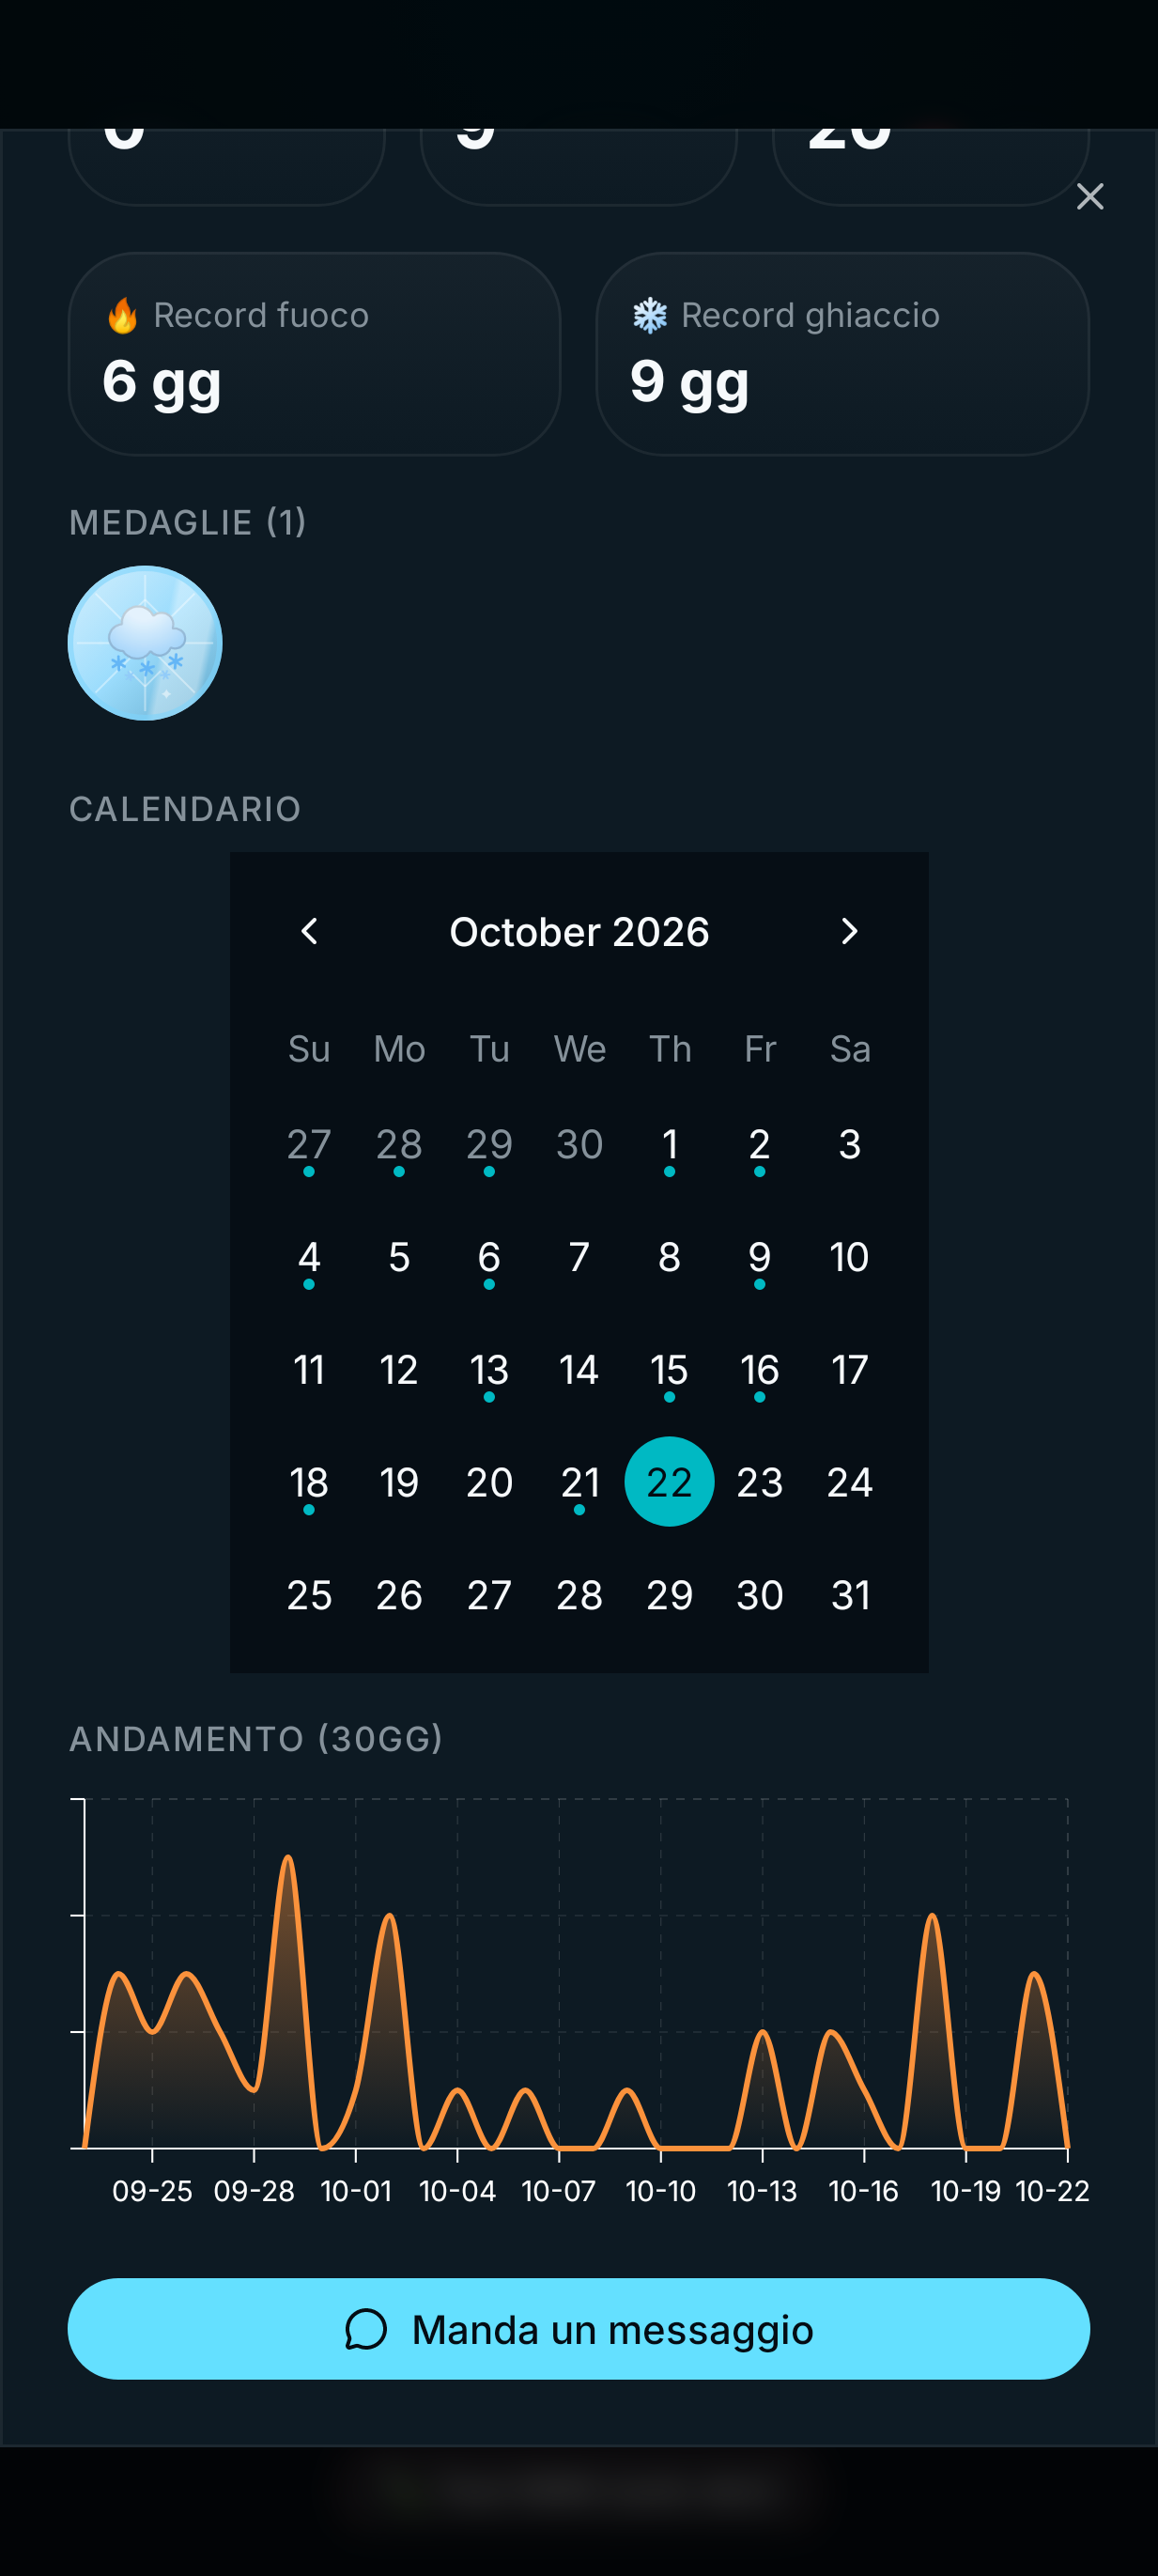 🔥 Record fuoco
6 gg
❄️ Record ghiaccio
9 gg
MEDAGLIE (1)
CALENDARIO
October 2026
Su Mo Tu We Th Fr Sa
27 28 29 30 1 2 3
4 5 6 7 8 9 10
11 12 13 14 15 16 17
18 19 20 21 22 23 24
25 26 27 28 29 30 31
ANDAMENTO (30GG)
09-25 09-28 10-01 10-04 10-07 10-10 10-13 10-16 10-19 10-22
Manda un messaggio